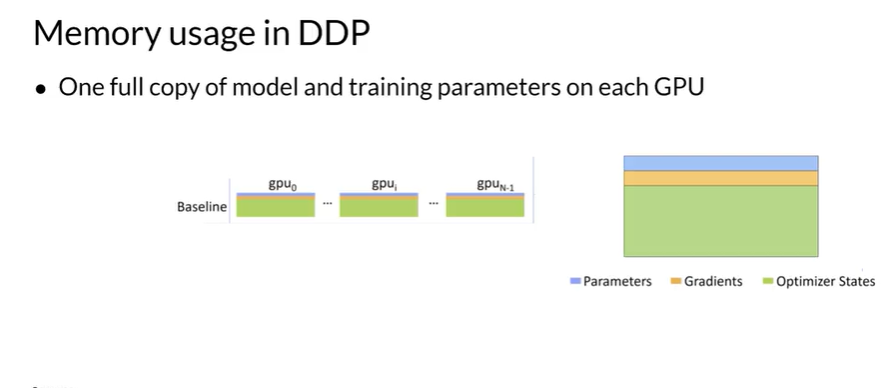 Memory usage in DDP
• One full copy of model and training parameters on each GPU
gpu₀ gpuᵢ gpu_N-1
Baseline ... ...
Parameters Gradients Optimizer States